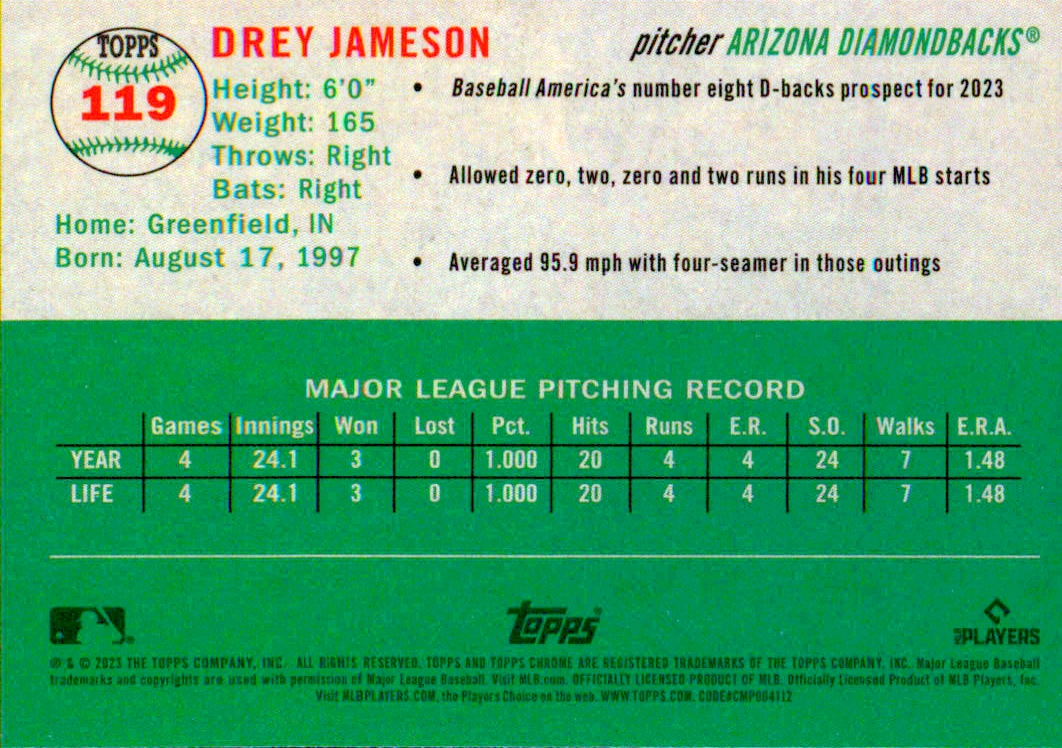 TOPPS
119
DREY JAMESON
pitcher ARIZONA DIAMONDBACKS®
Height: 6'0"
Weight: 165
Throws: Right
Bats: Right
Home: Greenfield, IN
Born: August 17, 1997
• Baseball America's number eight D-backs prospect for 2023
• Allowed zero, two, zero and two runs in his four MLB starts
• Averaged 95.9 mph with four-seamer in those outings
MAJOR LEAGUE PITCHING RECORD
Games Innings Won Lost Pct. Hits Runs E.R. S.O. Walks E.R.A.
YEAR 4 24.1 3 0 1.000 20 4 4 24 7 1.48
LIFE 4 24.1 3 0 1.000 20 4 4 24 7 1.48
topps
PLAYERS
® & © 2023 THE TOPPS COMPANY, INC. ALL RIGHTS RESERVED. TOPPS AND TOPPS CHROME ARE REGISTERED TRADEMARKS OF THE TOPPS COMPANY, INC. Major League Baseball
trademarks and copyrights are used with permission of Major League Baseball. Visit MLB.com. OFFICIALLY LICENSED PRODUCT OF MLB. Officially Licensed Product of MLB Players, Inc.
Visit MLBPLAYERS.COM, the Players Choice on the web. WWW.TOPPS.COM. CODE#CMP004112